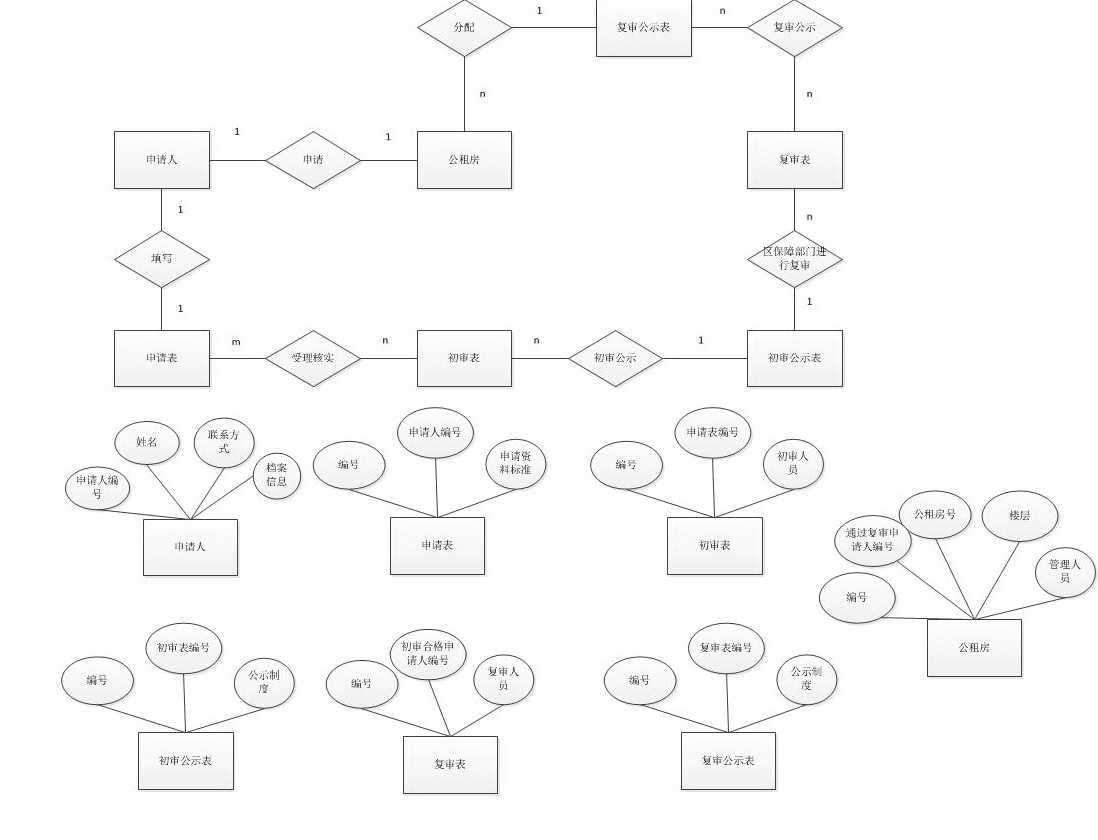 分配
1
复审公示表
n
复审公示
n
n
1
1
申请人
申请
公租房
复审表
1
n
填写
区保障部门进
行复审
1
1
m
n
n
1
申请表
受理核实
初审表
初审公示
初审公示表
姓名
联系方
式
申请人编
号
档案
信息
申请人
申请人编号
编号
申请资
料标准
申请表
申请表编号
编号
初审人
员
初审表
公租房号
楼层
通过复审申
请人编号
管理人
员
编号
公租房
初审表编号
编号
公示制
度
初审公示表
初审合格申
请人编号
编号
复审人
员
复审表
复审表编号
编号
公示制
度
复审公示表